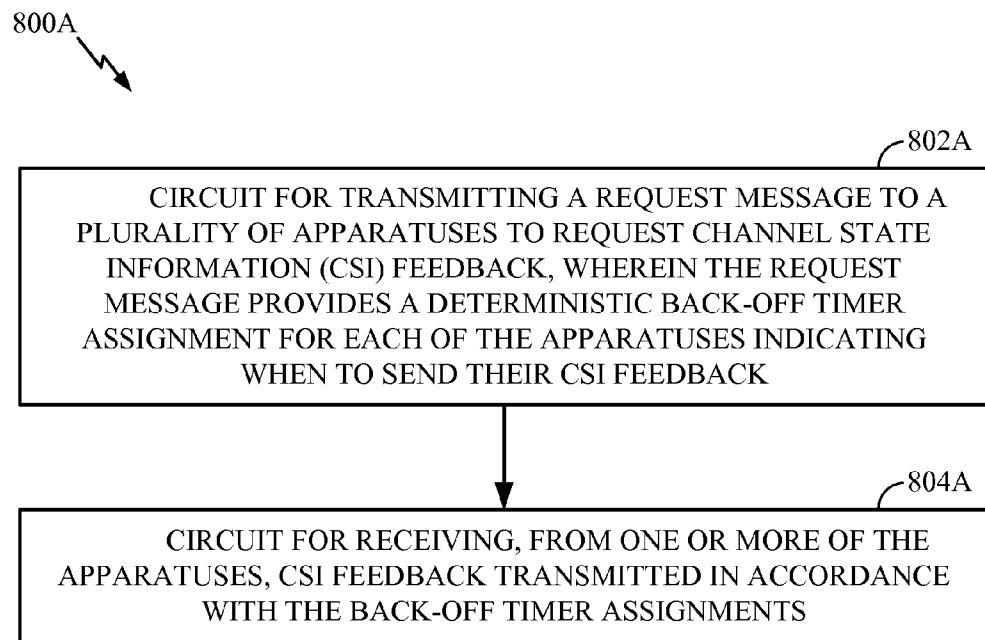 800A
802A
CIRCUIT FOR TRANSMITTING A REQUEST MESSAGE TO A
PLURALITY OF APPARATUSES TO REQUEST CHANNEL STATE
INFORMATION (CSI) FEEDBACK, WHEREIN THE REQUEST
MESSAGE PROVIDES A DETERMINISTIC BACK-OFF TIMER
ASSIGNMENT FOR EACH OF THE APPARATUSES INDICATING
WHEN TO SEND THEIR CSI FEEDBACK
804A
CIRCUIT FOR RECEIVING, FROM ONE OR MORE OF THE
APPARATUSES, CSI FEEDBACK TRANSMITTED IN ACCORDANCE
WITH THE BACK-OFF TIMER ASSIGNMENTS